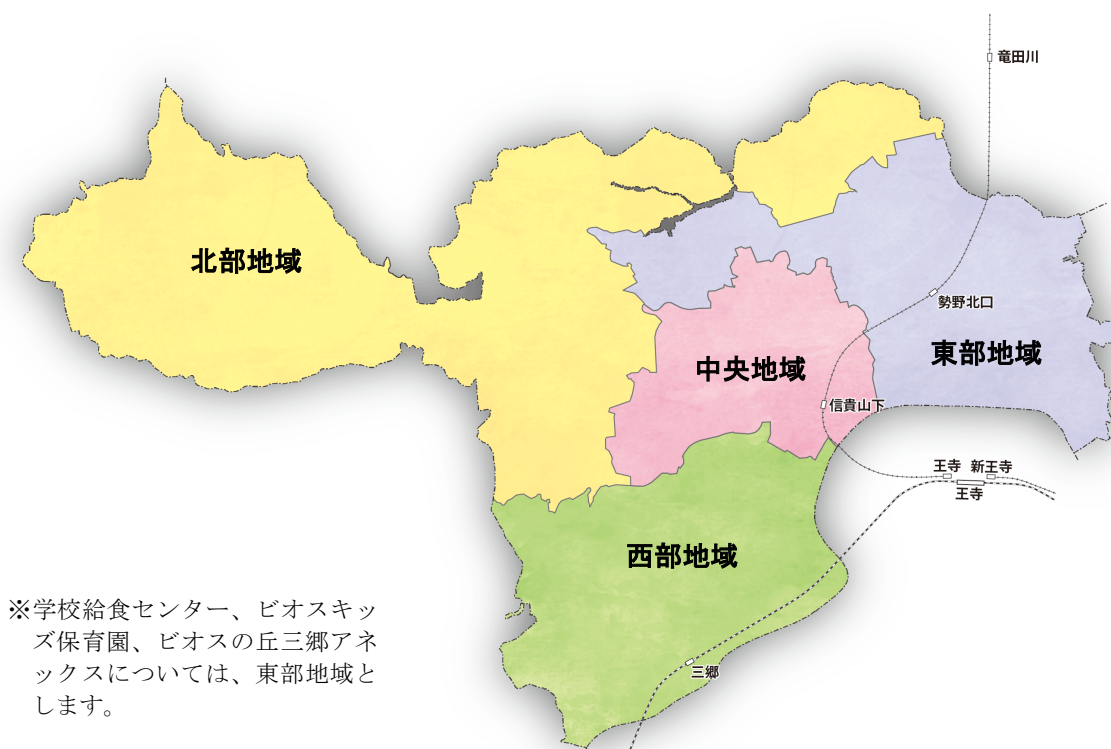 竜田川
北部地域
勢野北口
東部地域
中央地域
信貴山下
王寺 新王寺
王寺
西部地域
三郷
※学校給食センター、ビオスキッ
ズ保育園、ビオスの丘三郷アネ
ックスについては、東部地域と
します。